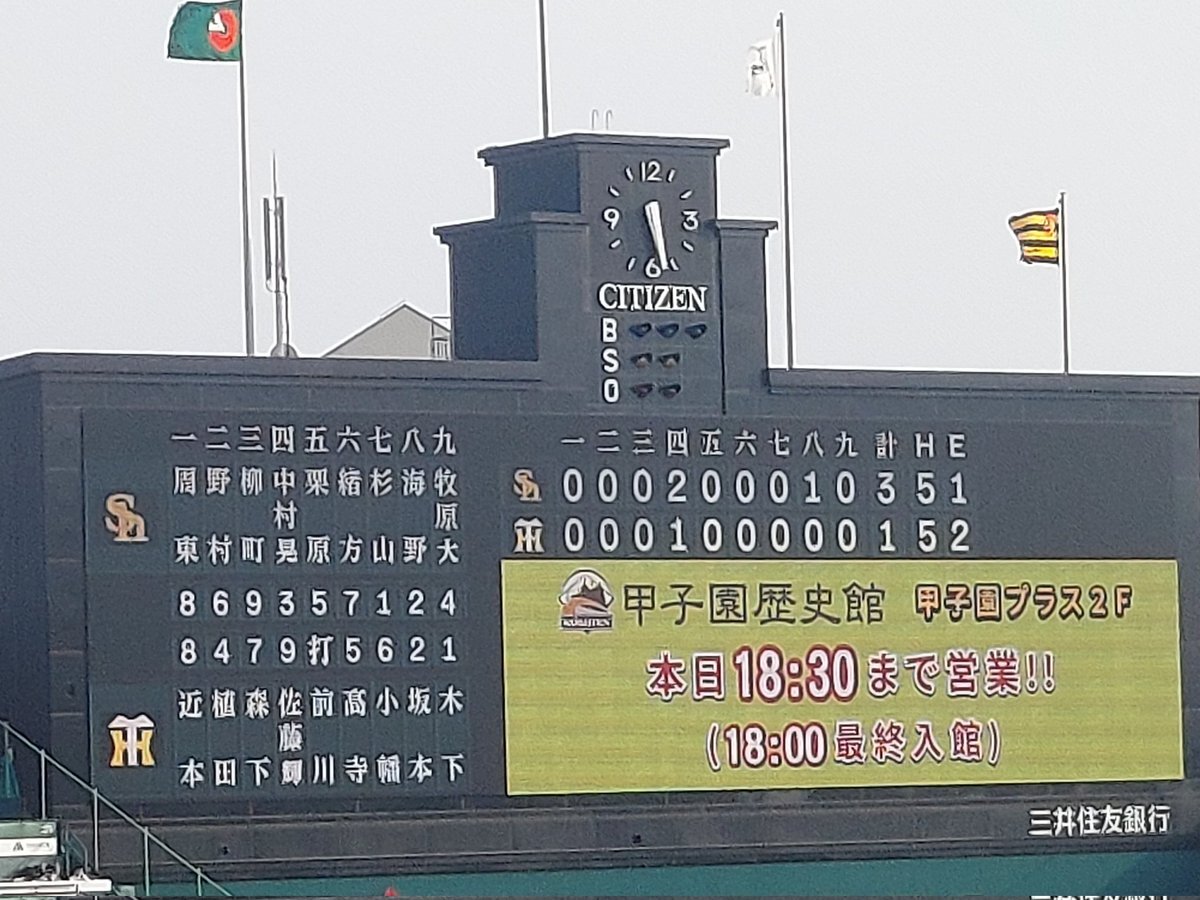 12
9 3
6
CITIZEN
B
S
O
一 二 三 四 五 六 七 八 九
周東 野村 柳町 中村晃 栗原 緒方 杉山 海野 牧原大
8 6 9 3 5 7 1 2 4
8 4 7 9 打 5 6 2 1
近本 植田 森下 佐藤輝 前川 高寺 小幡 坂本 木下
一 二 三 四 五 六 七 八 九 計 H E
Sh 0 0 0 2 0 0 0 1 0 3 5 1
TH 0 0 0 1 0 0 0 0 0 1 5 2
甲子園歴史館 甲子園プラス2F
本日18:30まで営業!!
(18:00最終入館)
三井住友銀行